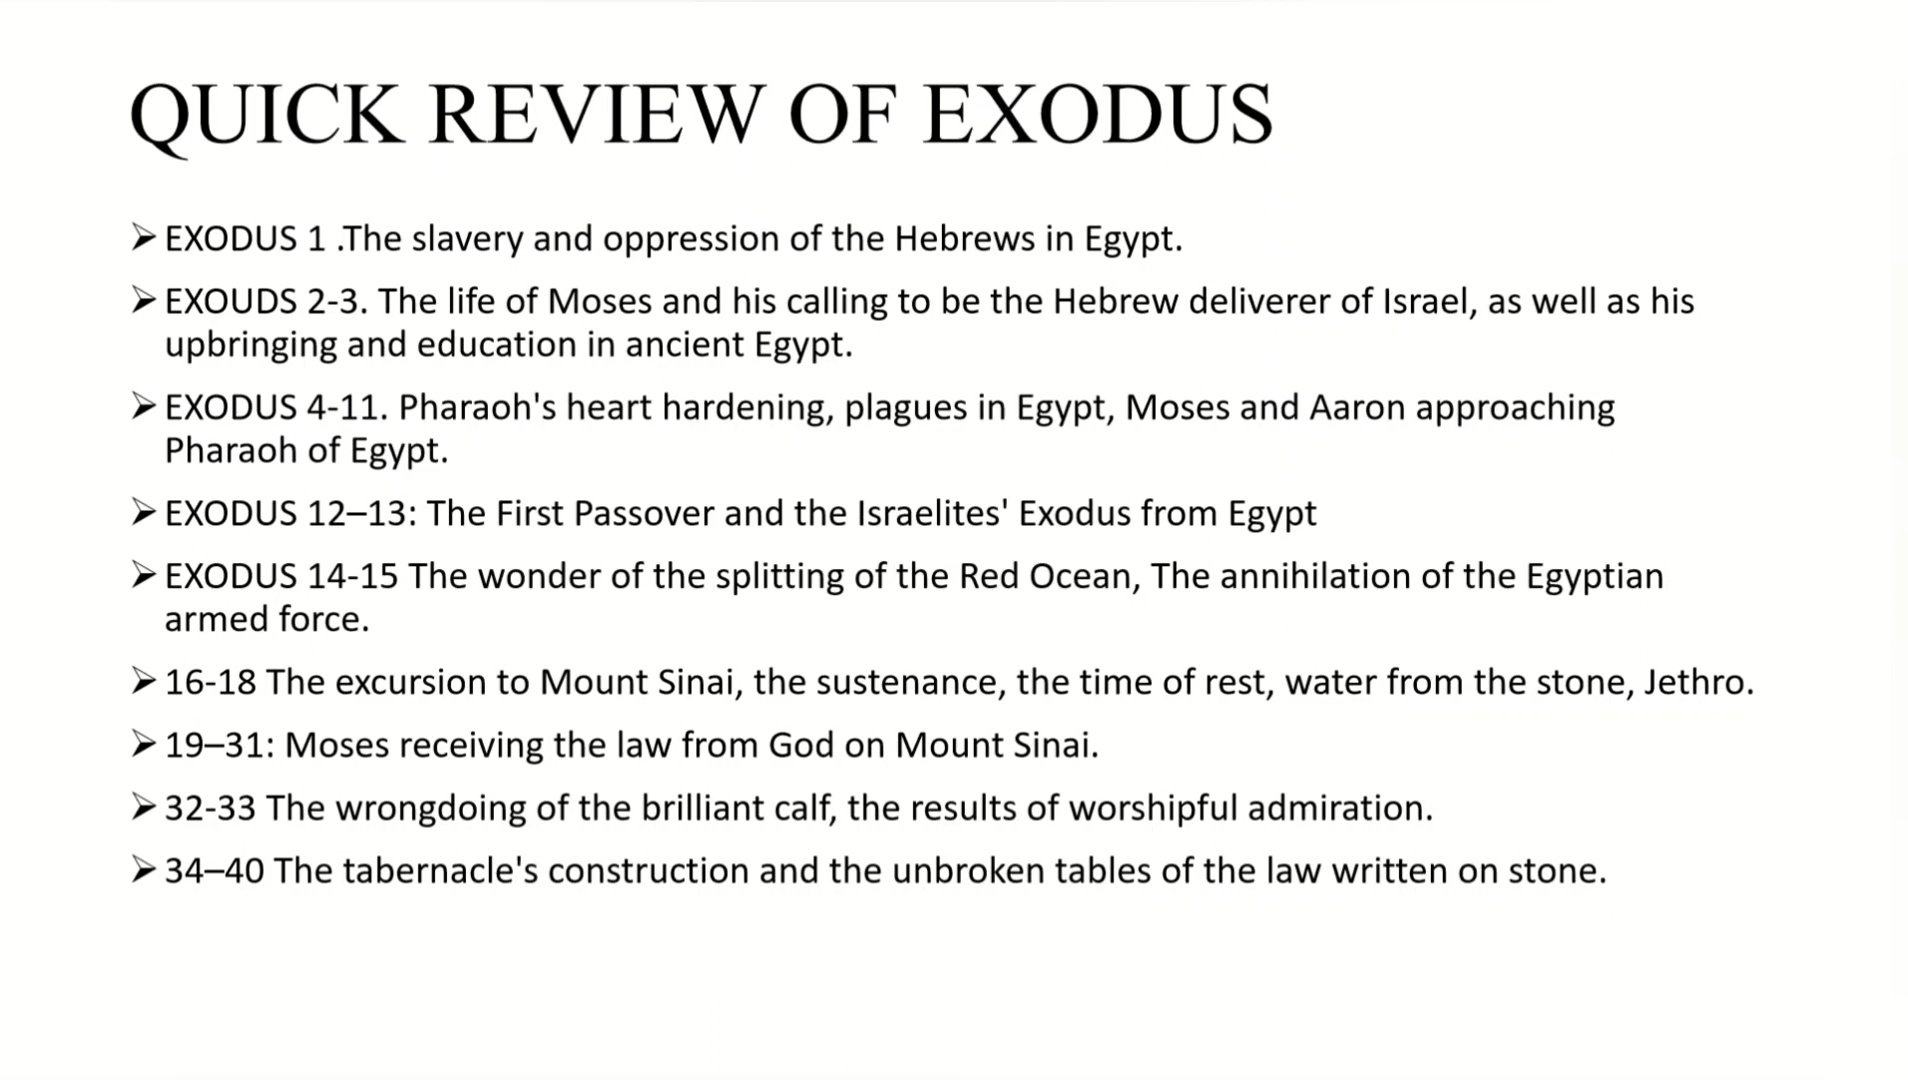 QUICK REVIEW OF EXODUS
➢ EXODUS 1 .The slavery and oppression of the Hebrews in Egypt.
➢ EXOUDS 2-3. The life of Moses and his calling to be the Hebrew deliverer of Israel, as well as his
upbringing and education in ancient Egypt.
➢ EXODUS 4-11. Pharaoh's heart hardening, plagues in Egypt, Moses and Aaron approaching
Pharaoh of Egypt.
➢ EXODUS 12–13: The First Passover and the Israelites' Exodus from Egypt
➢ EXODUS 14-15 The wonder of the splitting of the Red Ocean, The annihilation of the Egyptian
armed force.
➢ 16-18 The excursion to Mount Sinai, the sustenance, the time of rest, water from the stone, Jethro.
➢ 19–31: Moses receiving the law from God on Mount Sinai.
➢ 32-33 The wrongdoing of the brilliant calf, the results of worshipful admiration.
➢ 34–40 The tabernacle's construction and the unbroken tables of the law written on stone.